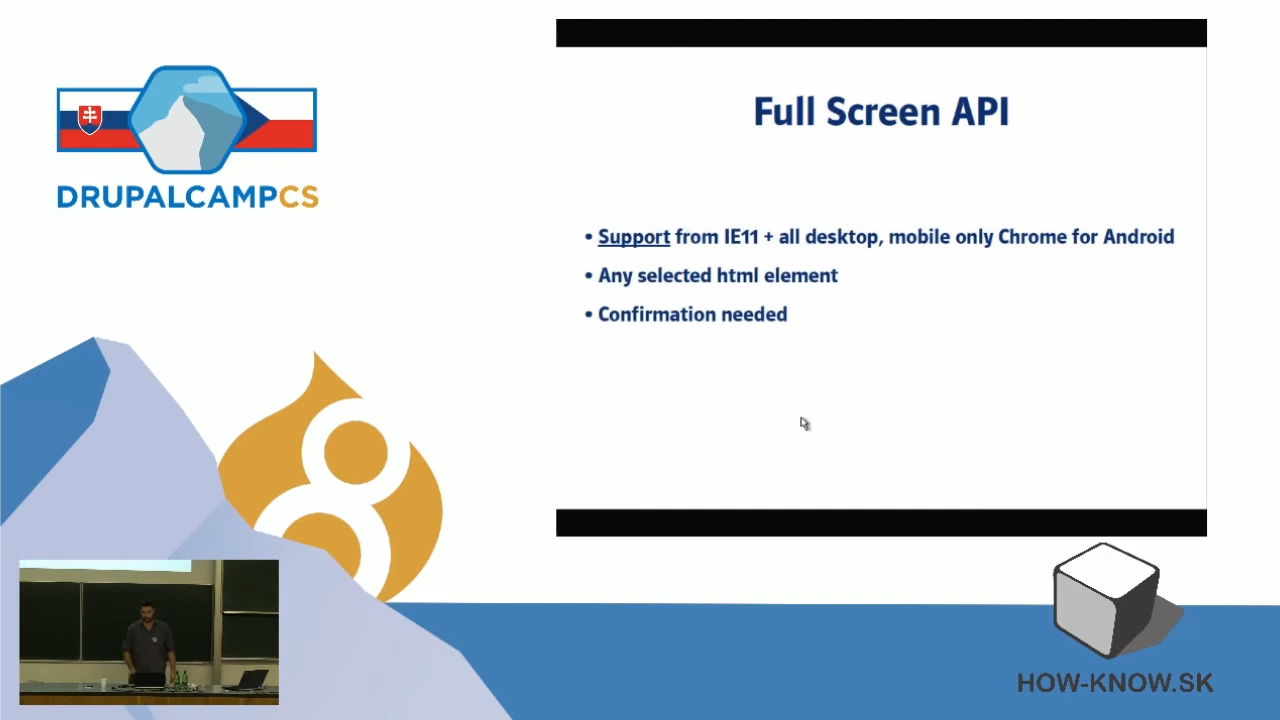 DRUPALCAMPCS
Full Screen API
• Support from IE11 + all desktop, mobile only Chrome for Android
• Any selected html element
• Confirmation needed
8
HOW-KNOW.SK